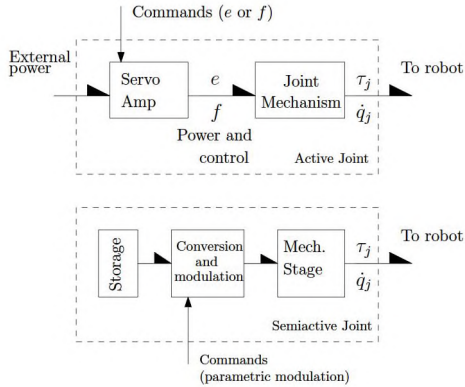 Commands (e or f)
External
power
Servo
Amp
e
f
Power and
control
Joint
Mechanism
τj
q̇j
To robot
Active Joint
Storage
Conversion
and
modulation
Mech.
Stage
τj
q̇j
To robot
Semiactive Joint
Commands
(parametric modulation)